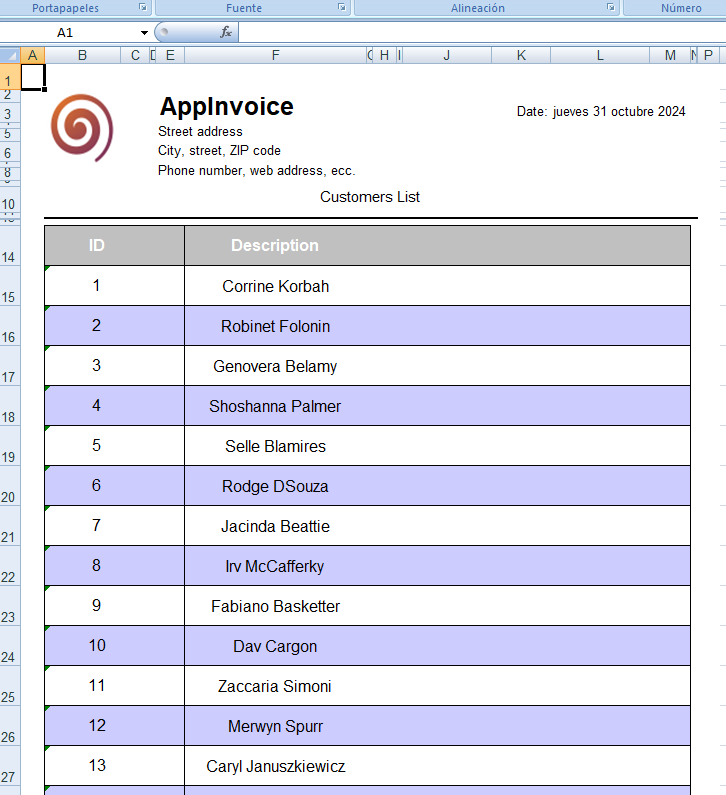 Portapapeles Fuente Alineación Número
A1 fx
A B C D E F G H I J K L M N P
1
2
3 AppInvoice Date: jueves 31 octubre 2024
Street address
5
City, street, ZIP code
6
Phone number, web address, ecc.
8
Customers List
10
14 ID Description
15 1 Corrine Korbah
16 2 Robinet Folonin
17 3 Genovera Belamy
18 4 Shoshanna Palmer
19 5 Selle Blamires
20 6 Rodge DSouza
21 7 Jacinda Beattie
22 8 Irv McCafferky
23 9 Fabiano Basketter
24 10 Dav Cargon
25 11 Zaccaria Simoni
26 12 Merwyn Spurr
27 13 Caryl Januszkiewicz